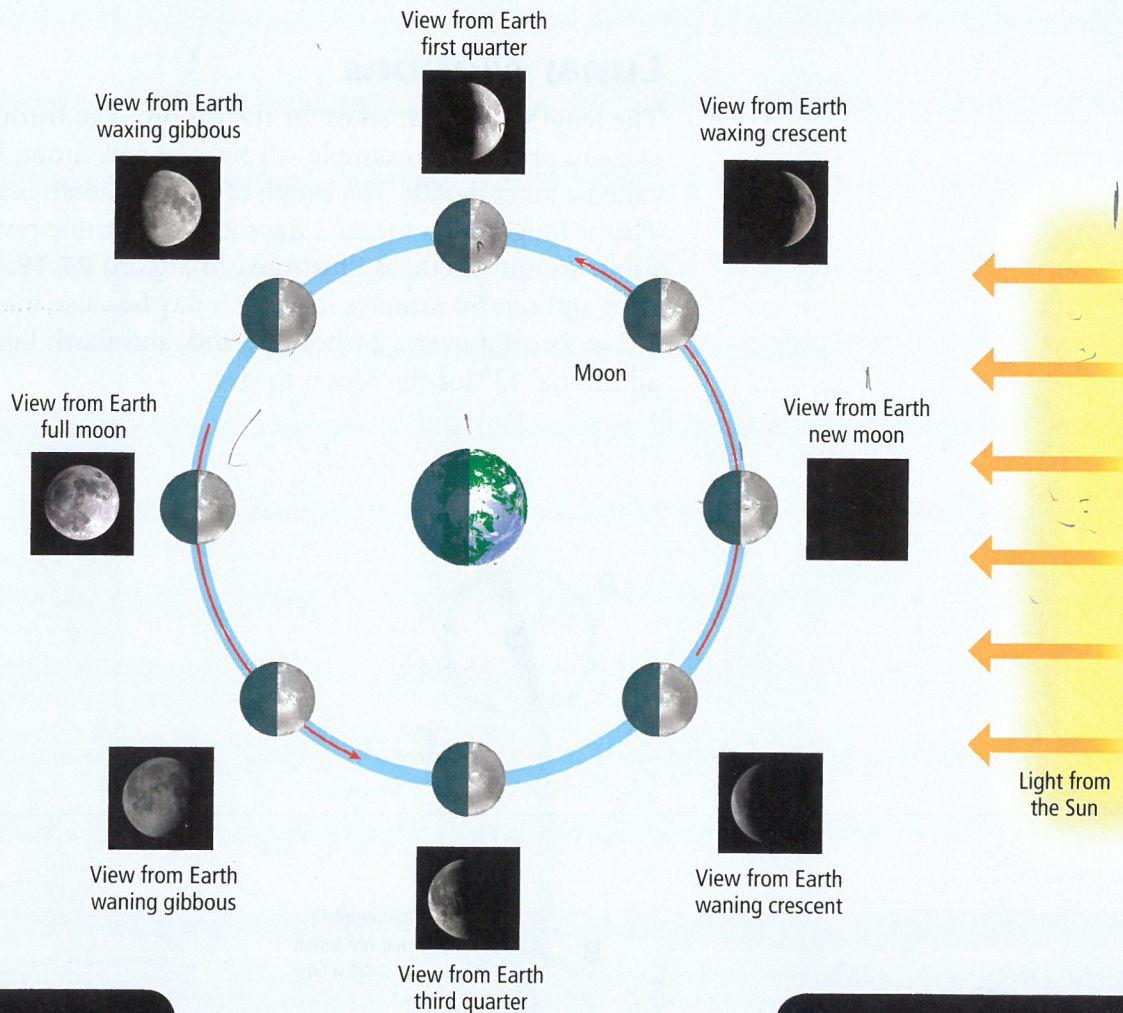 View from Earth
first quarter
View from Earth
waxing gibbous
View from Earth
waxing crescent
Moon
View from Earth
full moon
View from Earth
new moon
Light from
the Sun
View from Earth
waning gibbous
View from Earth
waning crescent
View from Earth
third quarter